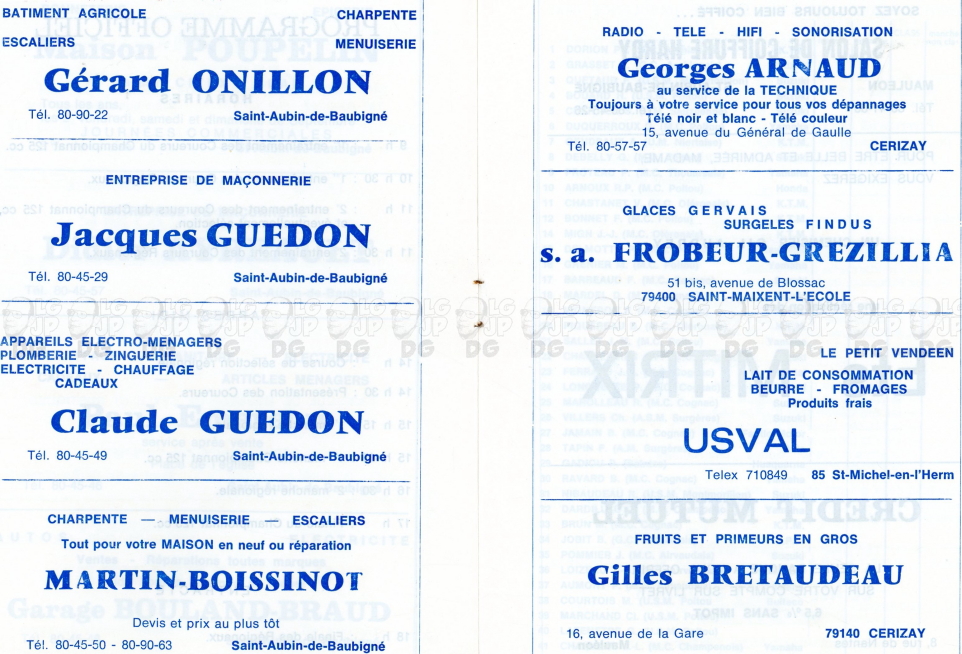 BATIMENT AGRICOLE CHARPENTE
ESCALIERS MENUISERIE
Gérard ONILLON
Tél. 80-90-22 Saint-Aubin-de-Baubigné
ENTREPRISE DE MAÇONNERIE
Jacques GUEDON
Tél. 80-45-29 Saint-Aubin-de-Baubigné
APPAREILS ELECTRO-MENAGERS
PLOMBERIE - ZINGUERIE
ELECTRICITE - CHAUFFAGE
CADEAUX
Claude GUEDON
Tél. 80-45-49 Saint-Aubin-de-Baubigné
CHARPENTE — MENUISERIE — ESCALIERS
Tout pour votre MAISON en neuf ou réparation
MARTIN-BOISSINOT
Devis et prix au plus tôt
Tél. 80-45-50 - 80-90-63 Saint-Aubin-de-Baubigné
RADIO - TELE - HIFI - SONORISATION
Georges ARNAUD
au service de la TECHNIQUE
Toujours à votre service pour tous vos dépannages
Télé noir et blanc - Télé couleur
15, avenue du Général de Gaulle
Tél. 80-57-57 CERIZAY
GLACES GERVAIS
SURGELES FINDUS
s. a. FROBEUR-GREZILLIA
51 bis, avenue de Blossac
79400 SAINT-MAIXENT-L'ECOLE
LE PETIT VENDEEN
LAIT DE CONSOMMATION
BEURRE - FROMAGES
Produits frais
USVAL
Telex 710849 85 St-Michel-en-l'Herm
FRUITS ET PRIMEURS EN GROS
Gilles BRETAUDEAU
16, avenue de la Gare 79140 CERIZAY